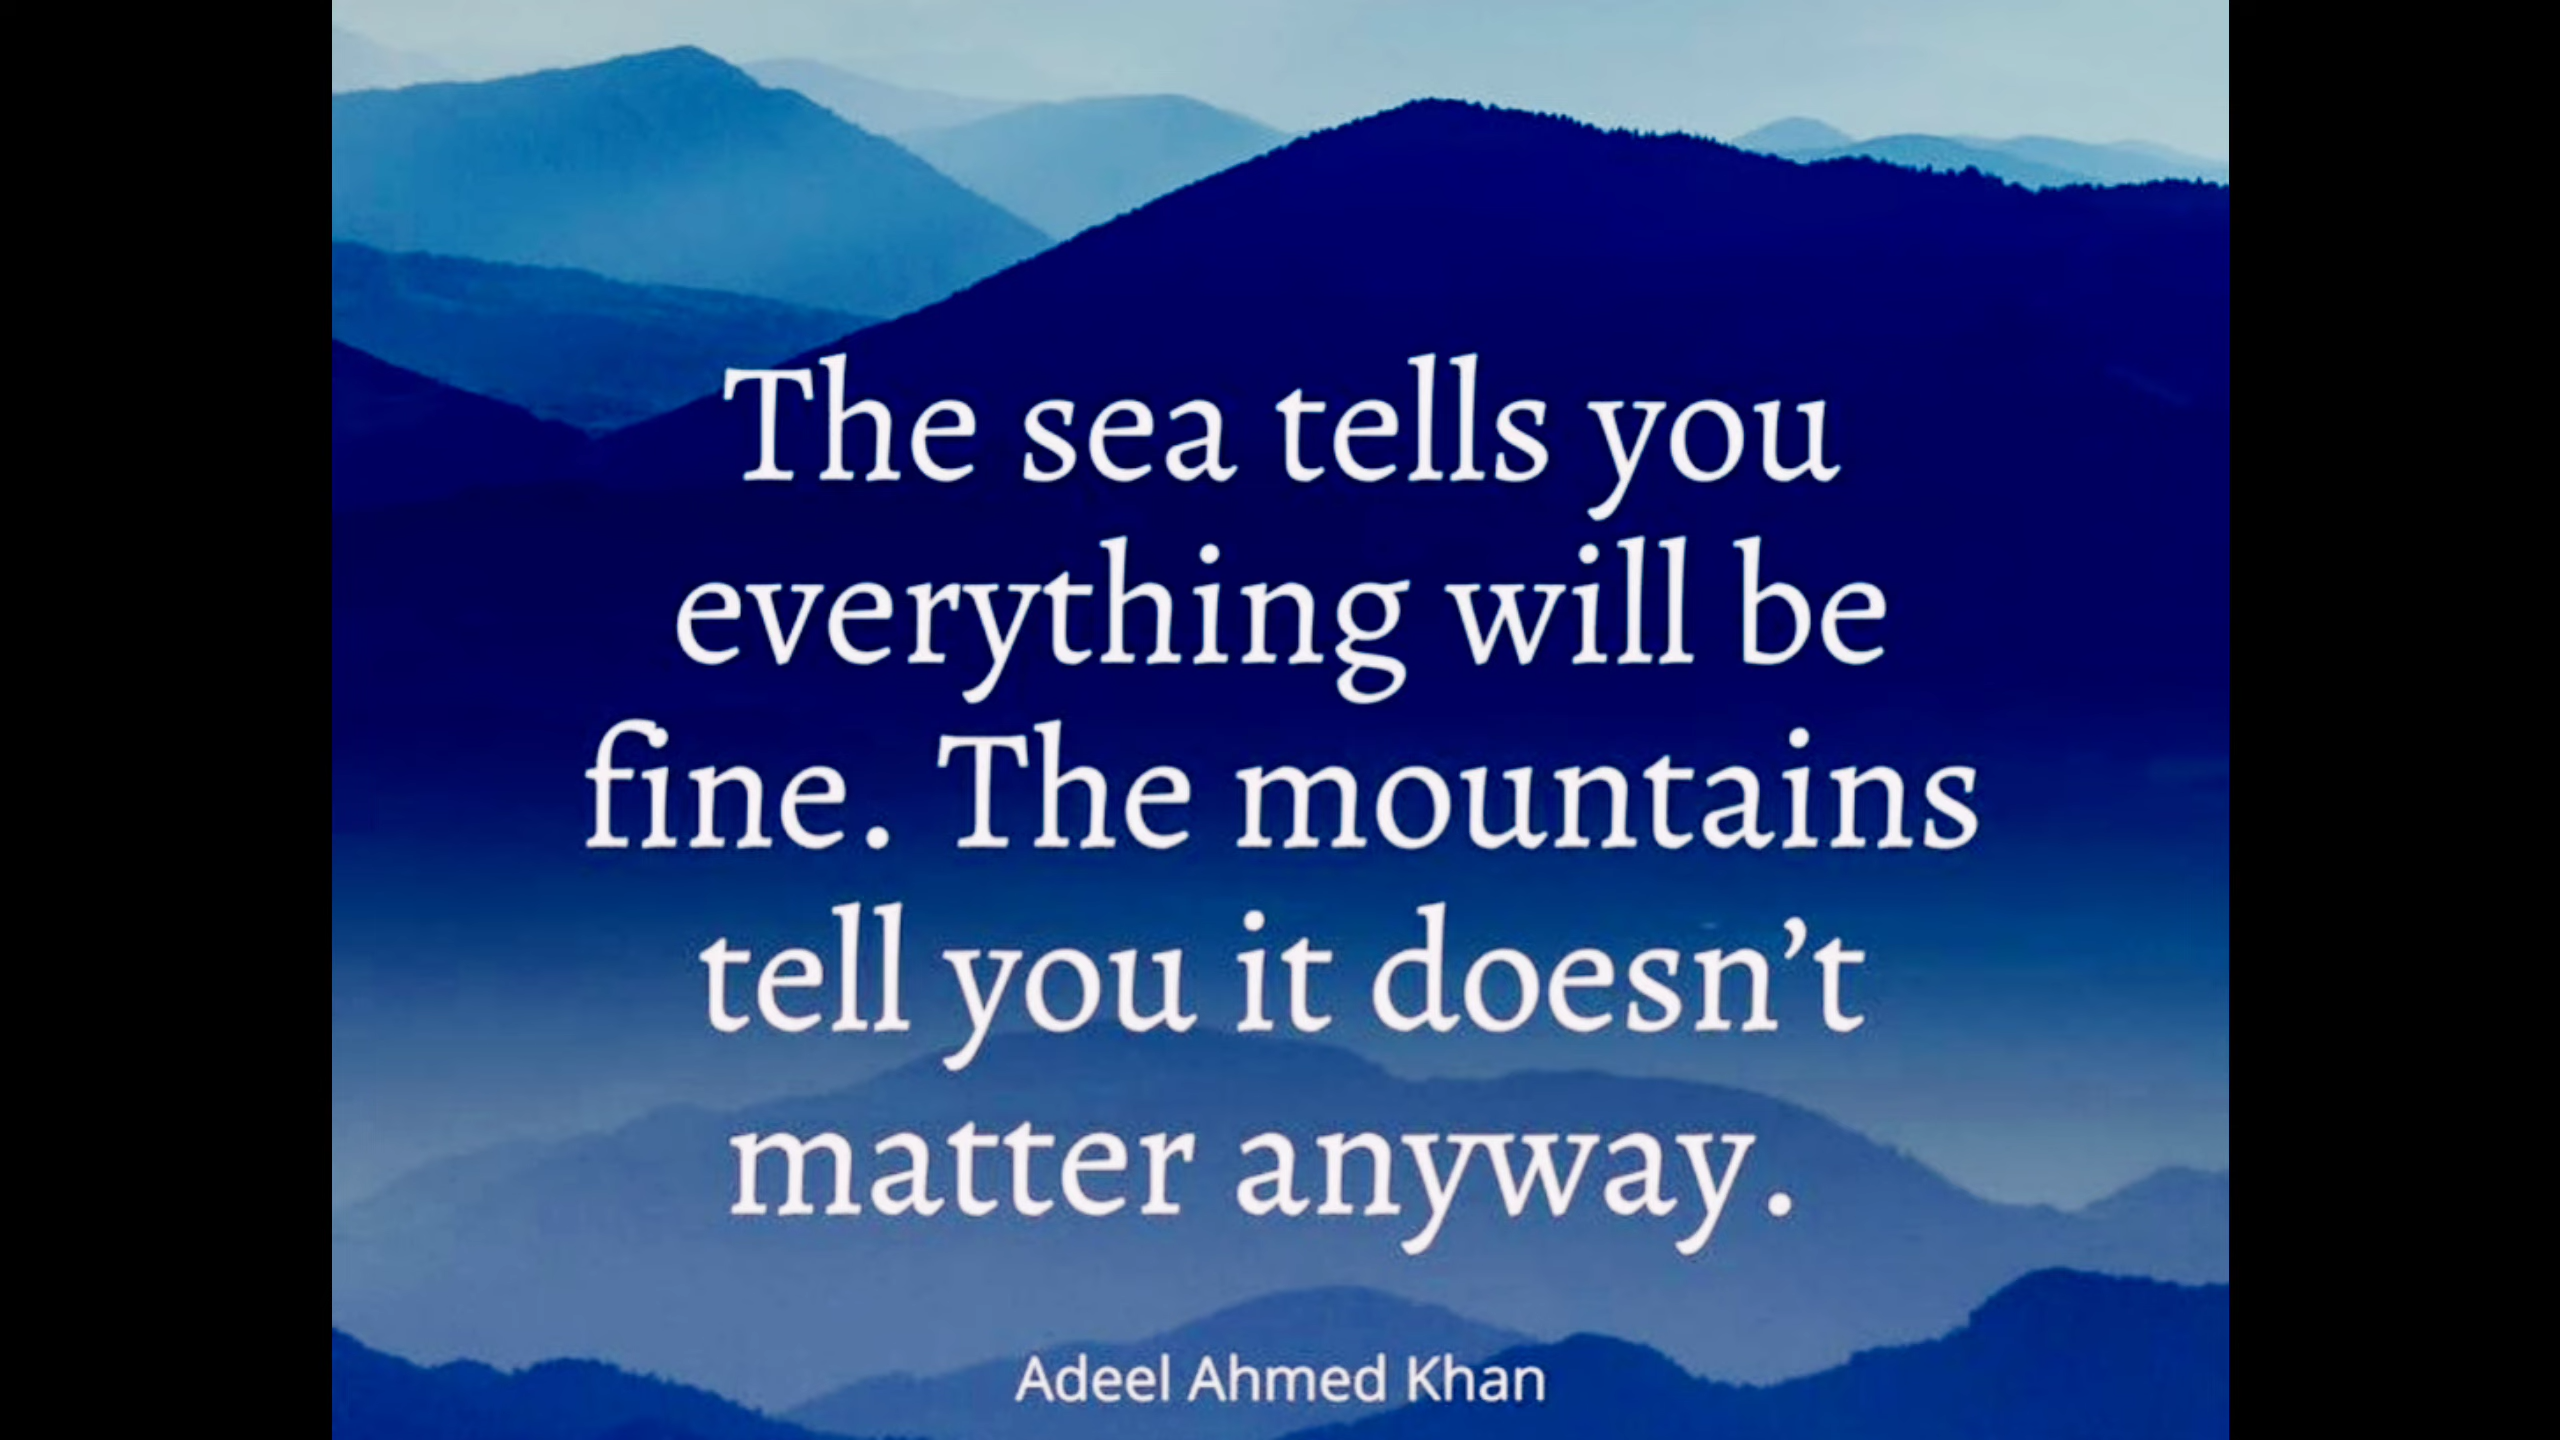 The sea tells you
everything will be
fine. The mountains
tell you it doesn’t
matter anyway.
Adeel Ahmed Khan